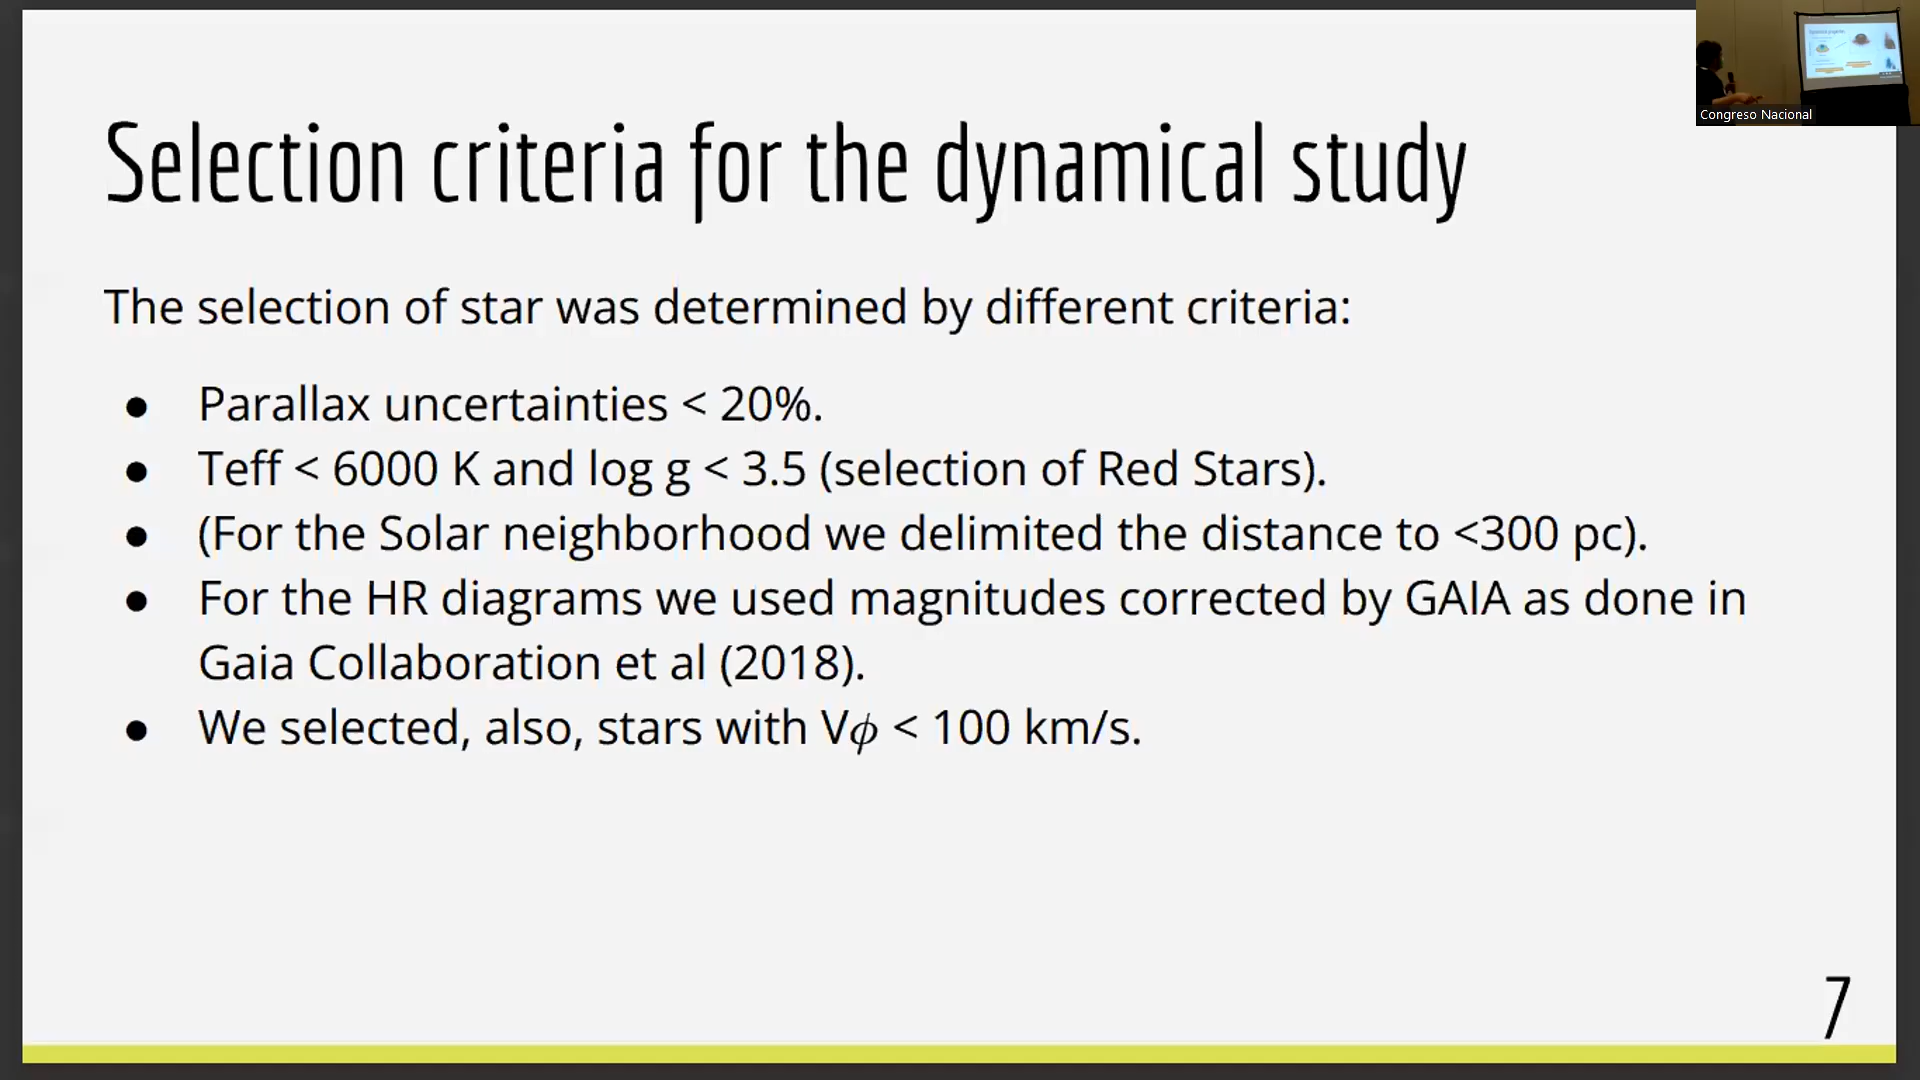 Congreso Nacional
Selection criteria for the dynamical study
The selection of star was determined by different criteria:
● Parallax uncertainties < 20%.
● Teff < 6000 K and log g < 3.5 (selection of Red Stars).
● (For the Solar neighborhood we delimited the distance to <300 pc).
● For the HR diagrams we used magnitudes corrected by GAIA as done in
Gaia Collaboration et al (2018).
● We selected, also, stars with Vϕ < 100 km/s.
7